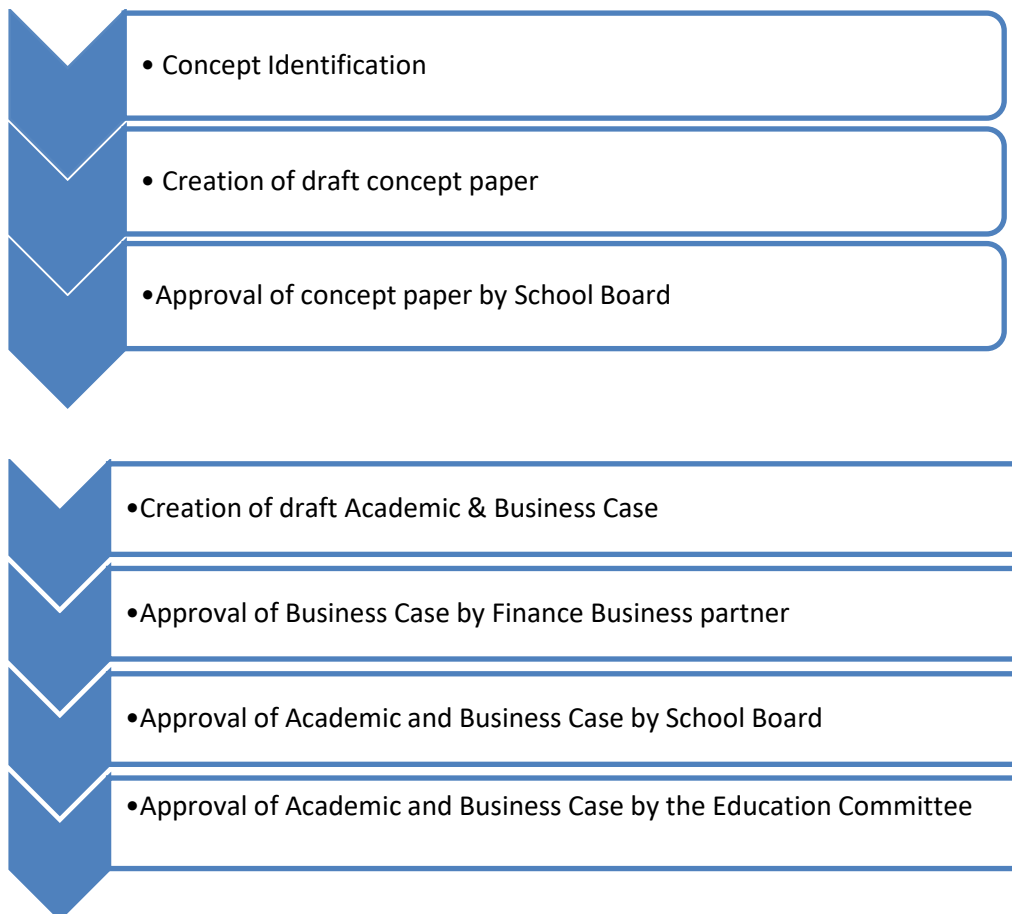 • Concept Identification
• Creation of draft concept paper
•Approval of concept paper by School Board
•Creation of draft Academic & Business Case
•Approval of Business Case by Finance Business partner
•Approval of Academic and Business Case by School Board
•Approval of Academic and Business Case by the Education Committee